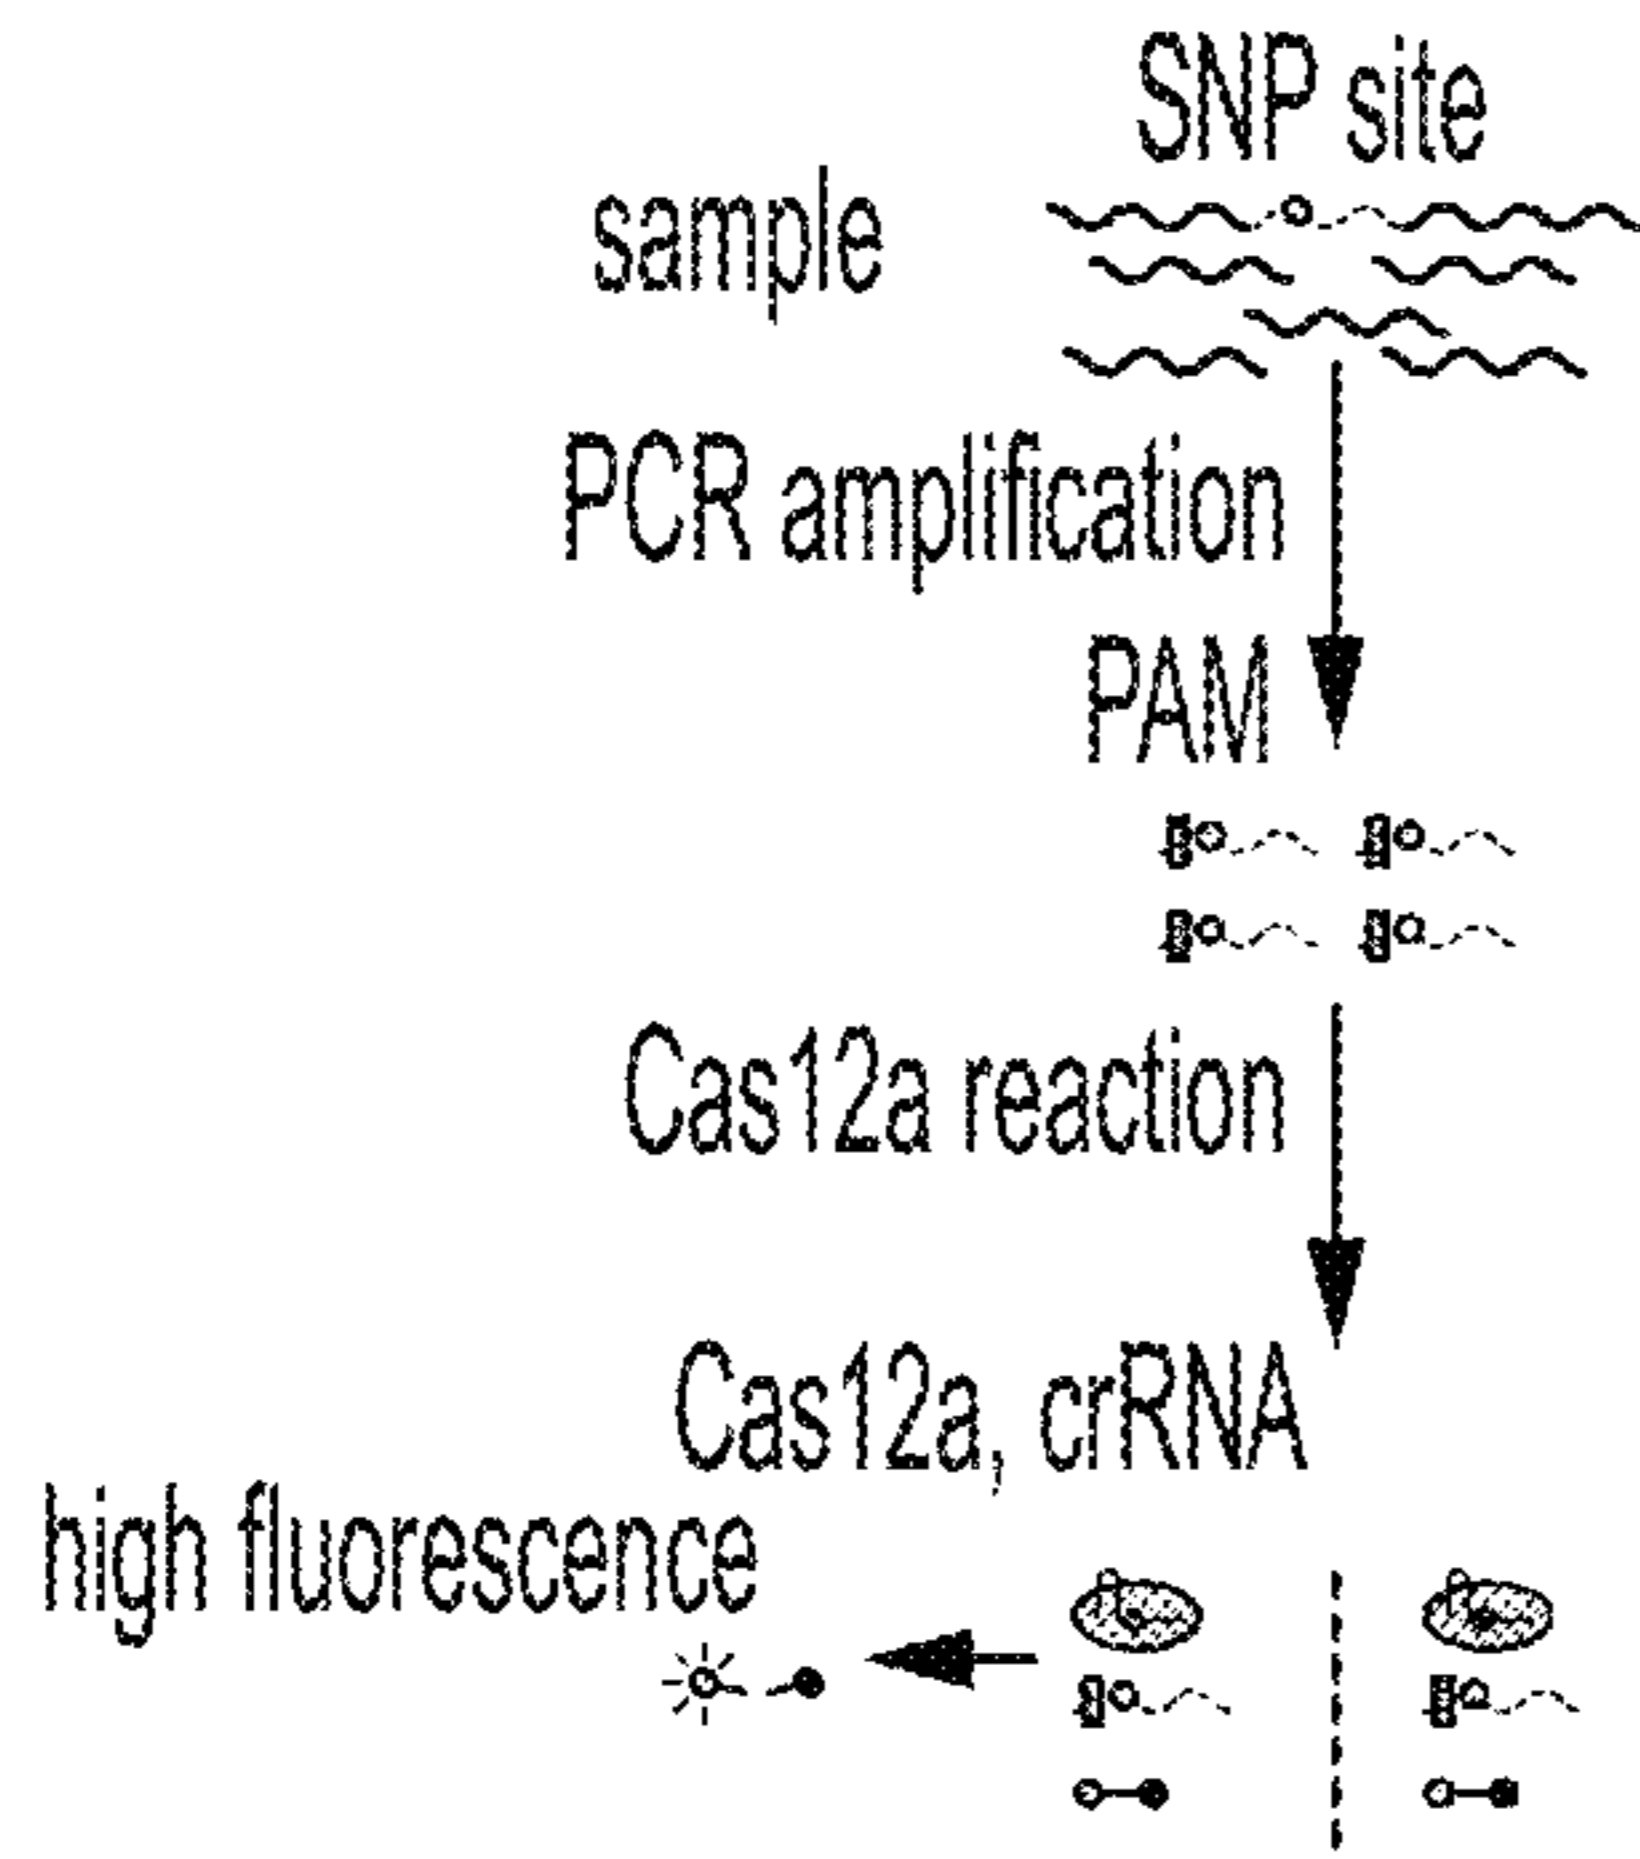 SNP site
sample
PCR amplification
PAM
Cas12a reaction
Cas12a, crRNA
high fluorescence